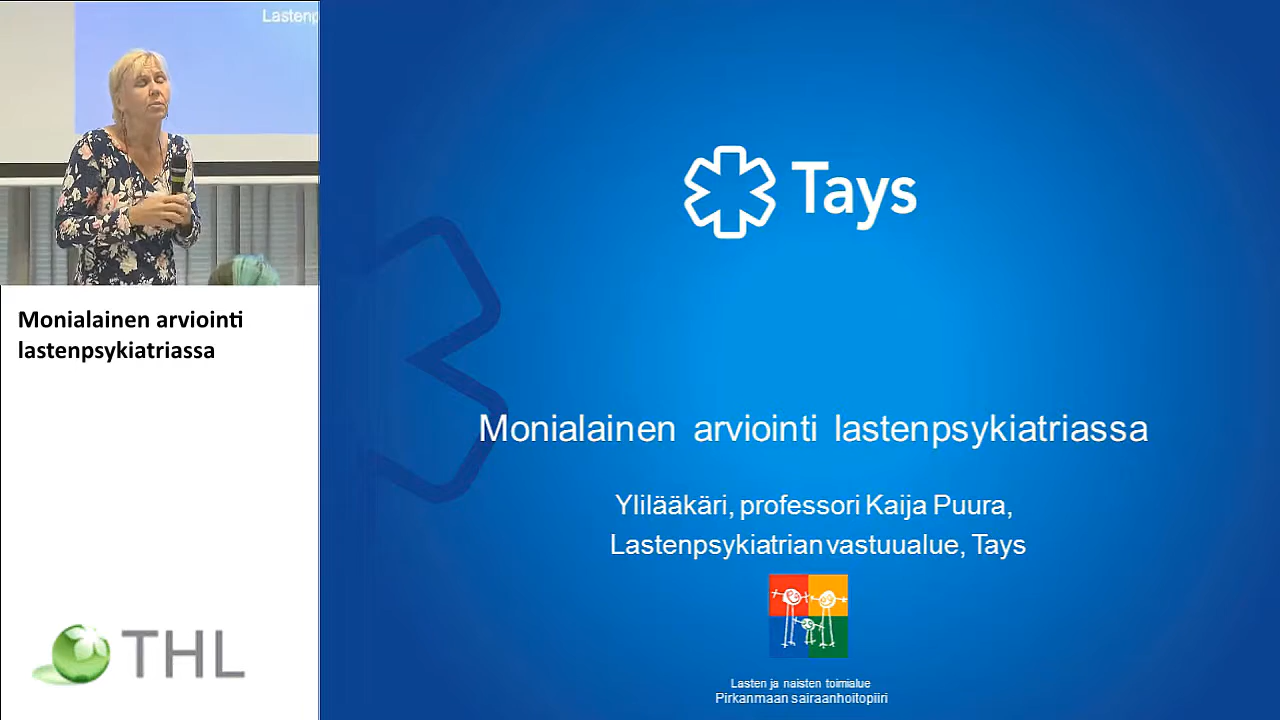 Lastenp
Monialainen arviointi
lastenpsykiatriassa
THL
Tays
Monialainen arviointi lastenpsykiatriassa
Ylilääkäri, professori Kaija Puura,
Lastenpsykiatrian vastuualue, Tays
Lasten ja naisten toimialue
Pirkanmaan sairaanhoitopiiri